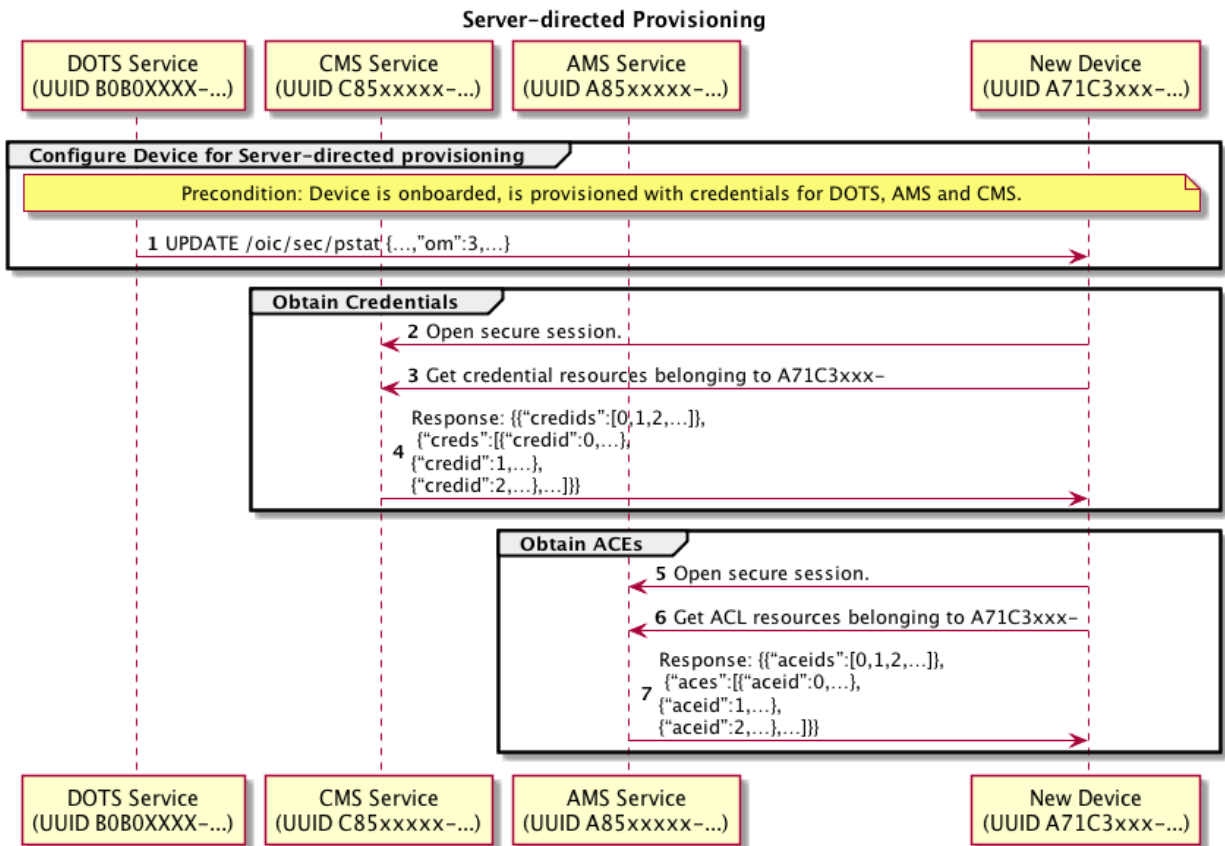 Server-directed Provisioning
DOTS Service
(UUID B0B0XXXX-...)
CMS Service
(UUID C85xxxxx-...)
AMS Service
(UUID A85xxxxx-...)
New Device
(UUID A71C3xxx-...)
Configure Device for Server-directed provisioning
Precondition: Device is onboarded, is provisioned with credentials for DOTS, AMS and CMS.
1 UPDATE /oic/sec/pstat {...,"om":3,...}
Obtain Credentials
2 Open secure session.
3 Get credential resources belonging to A71C3xxx-
Response: {{“credids”:[0,1,2,...]},
{“creds”:[{“credid”:0,...},
4
{“credid”:1,...},
{“credid”:2,...},...]}}
Obtain ACEs
5 Open secure session.
6 Get ACL resources belonging to A71C3xxx-
Response: {{“aceids”:[0,1,2,...]},
{“aces”:[{“aceid”:0,...},
7
{“aceid”:1,...},
{“aceid”:2,...},...]}}
DOTS Service
(UUID B0B0XXXX-...)
CMS Service
(UUID C85xxxxx-...)
AMS Service
(UUID A85xxxxx-...)
New Device
(UUID A71C3xxx-...)